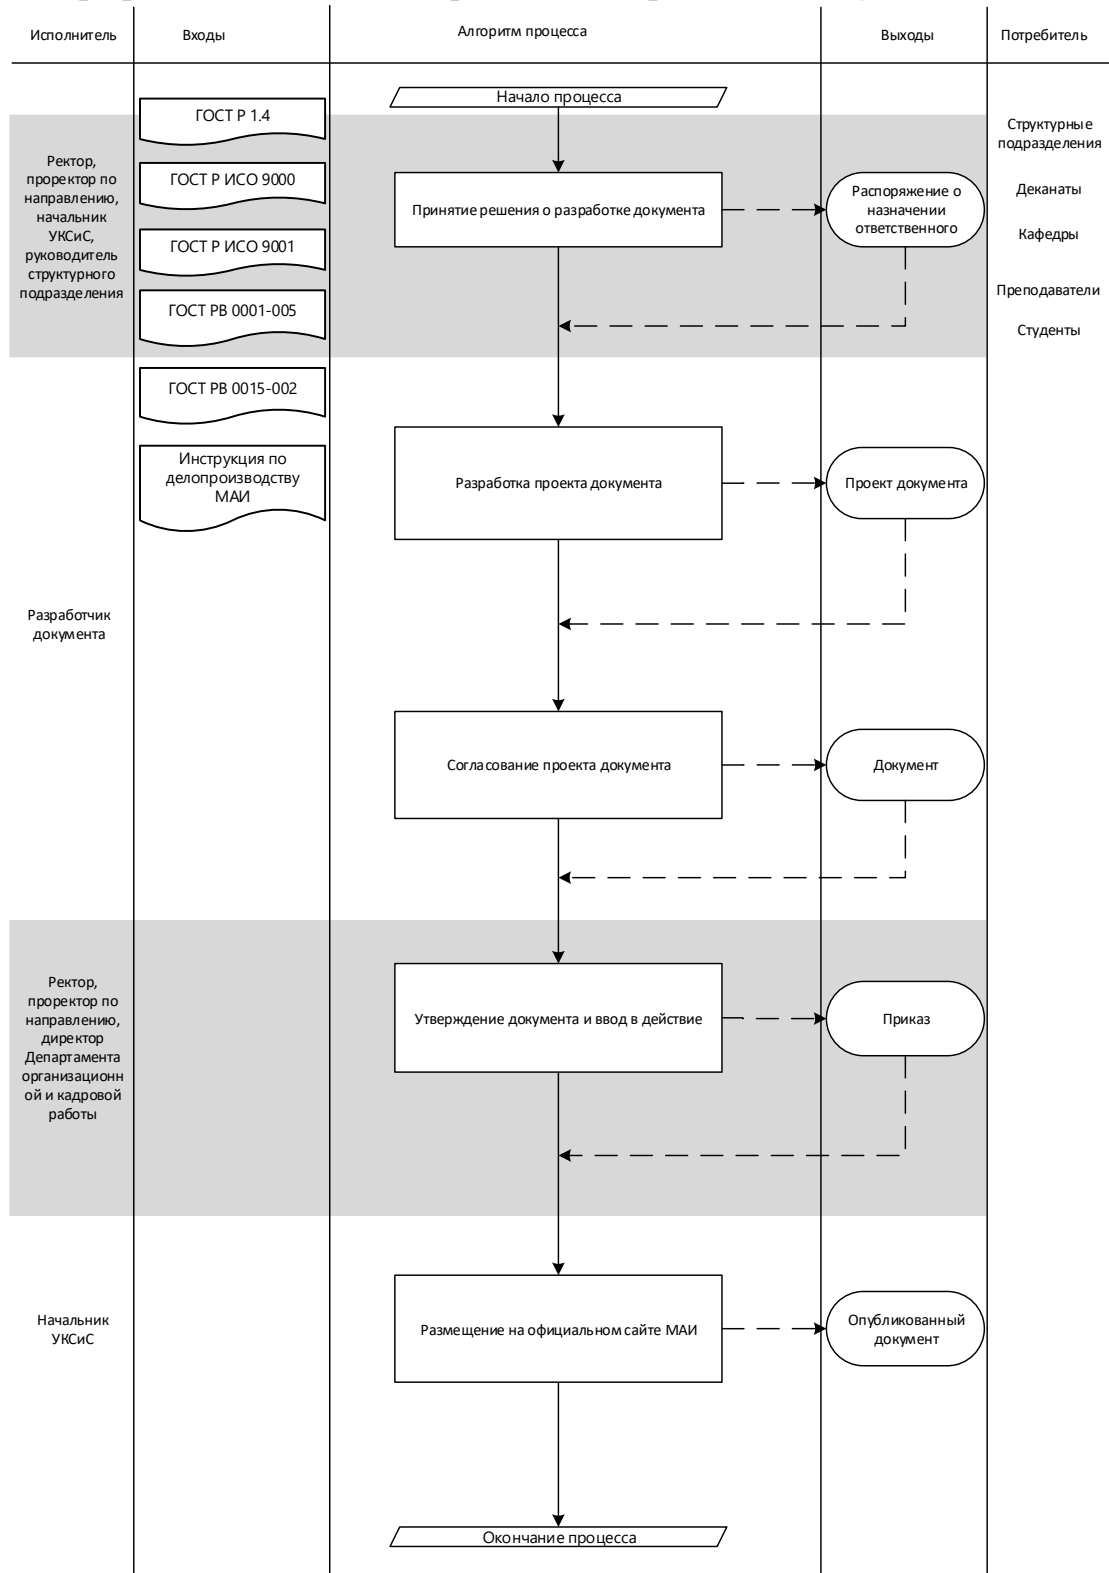 Исполнитель
Входы
Алгоритм процесса
Выходы
Потребитель
Начало процесса
ГОСТ Р 1.4
Структурные
подразделения
Ректор,
проректор по
направлению,
начальник
УКСиС,
руководитель
структурного
подразделения
ГОСТ Р ИСО 9000
Принятие решения о разработке документа
Распоряжение о
назначении
ответственного
Деканаты
ГОСТ Р ИСО 9001
Кафедры
ГОСТ РВ 0001-005
Преподаватели
Студенты
ГОСТ РВ 0015-002
Инструкция по
делопроизводству
МАИ
Разработка проекта документа
Проект документа
Разработчик
документа
Согласование проекта документа
Документ
Ректор,
проректор по
направлению,
директор
Департамента
организационн
ой и кадровой
работы
Утверждение документа и ввод в действие
Приказ
Начальник
УКСиС
Размещение на официальном сайте МАИ
Опубликованный
документ
Окончание процесса